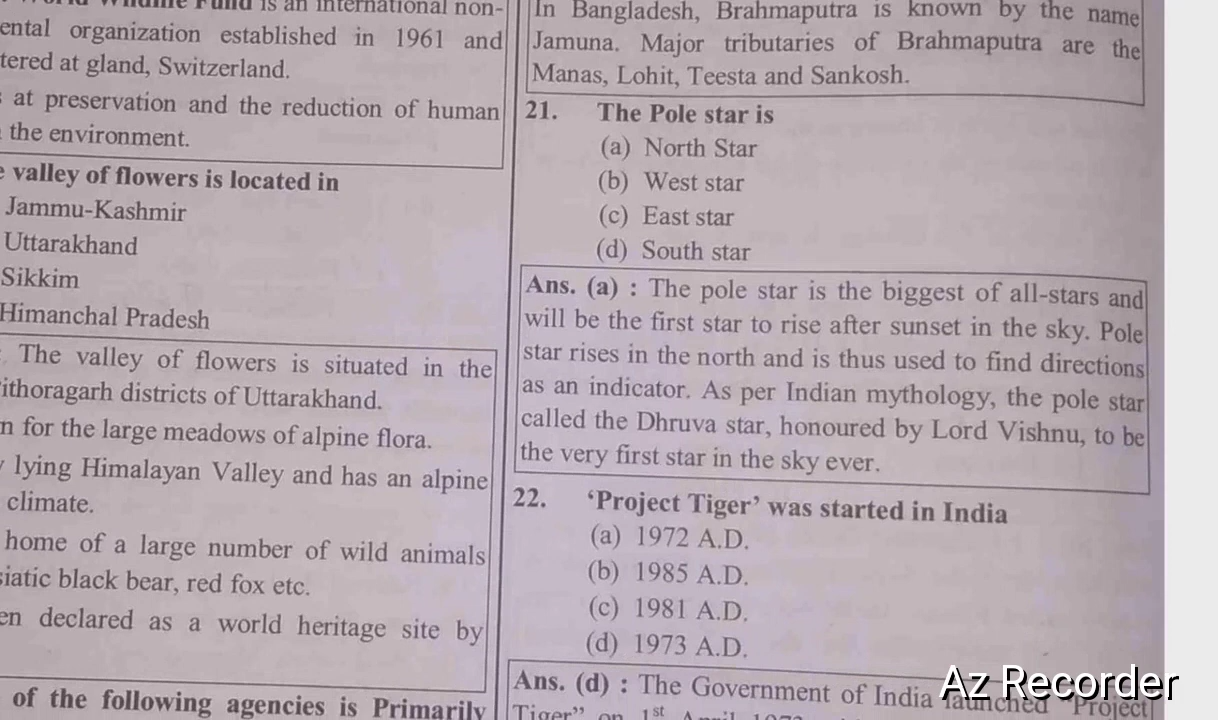 World Wildlife Fund is an international non-
ental organization established in 1961 and
tered at gland, Switzerland.
at preservation and the reduction of human
the environment.
valley of flowers is located in
Jammu-Kashmir
Uttarakhand
Sikkim
Himanchal Pradesh
The valley of flowers is situated in the
ithoragarh districts of Uttarakhand.
n for the large meadows of alpine flora.
lying Himalayan Valley and has an alpine
climate.
home of a large number of wild animals
siatic black bear, red fox etc.
en declared as a world heritage site by
of the following agencies is Primarily
In Bangladesh, Brahmaputra is known by the name
Jamuna. Major tributaries of Brahmaputra are the
Manas, Lohit, Teesta and Sankosh.
21. The Pole star is
(a) North Star
(b) West star
(c) East star
(d) South star
Ans. (a) : The pole star is the biggest of all-stars and
will be the first star to rise after sunset in the sky. Pole
star rises in the north and is thus used to find directions
as an indicator. As per Indian mythology, the pole star
called the Dhruva star, honoured by Lord Vishnu, to be
the very first star in the sky ever.
22. ‘Project Tiger’ was started in India
(a) 1972 A.D.
(b) 1985 A.D.
(c) 1981 A.D.
(d) 1973 A.D.
Ans. (d) : The Government of India launched "Project
Tiger” on 1st April
Az Recorder